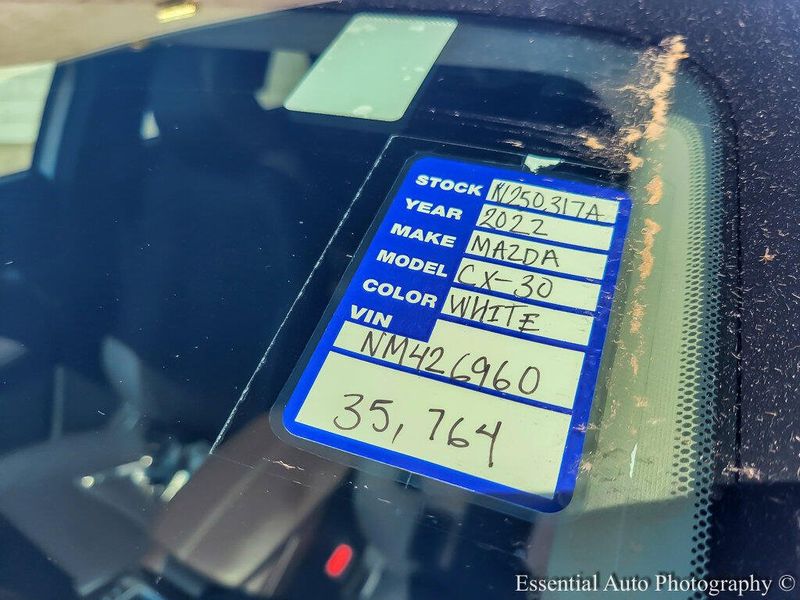 STOCK N250317A
YEAR 2022
MAKE MAZDA
MODEL CX-30
COLOR WHITE
VIN
NM426960
35,764
Essential Auto Photography ©